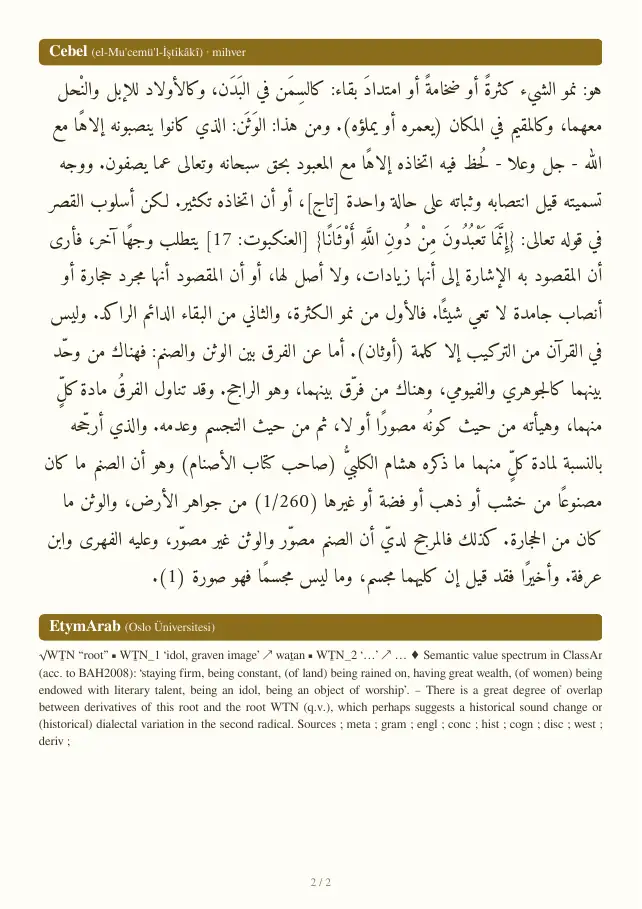 Cebel (el-Mu'cemü'l-İştikâkî) · mihver
هو: نمو الشيء كثرةً أو ضخامةً أو امتدادَ بقاء: كالسِمَن في البَدَن، وكالأولاد للإبل والنْحل
معهما، وكالمقيم في المكان (يعمره أو يملؤه). ومن هذا: الوَثَن: الذي كانوا ينصبونه إلاهًا مع
الله - جل وعلا - لُحظ فيه اتخاذه إلاهًا مع المعبود بحق سبحانه وتعالى عما يصفون. ووجه
تسميته قيل انتصابه وثباته على حالة واحدة [تاج]، أو أن اتخاذه تكثير. لكن أسلوب القصر
في قوله تعالى: {إِنَّمَا تَعْبُدُونَ مِنْ دُونِ اللَّهِ أَوْثَانًا} [العنكبوت: 17] يتطلب وجهًا آخر، فأرى
أن المقصود به الإشارة إلى أنها زيادات، ولا أصل لها، أو أن المقصود أنها مجرد حجارة أو
أنصاب جامدة لا تعي شيئًا. فالأول من نمو الكثرة، والثاني من البقاء الدائم الراكد. وليس
في القرآن من التركيب إلا كلمة (أوثان). أما عن الفرق بين الوثن والصنم: فهناك من وحّد
بينهما كالجوهري والفيومي، وهناك من فرّق بينهما، وهو الراجح. وقد تناول الفرقُ مادة كلٍّ
منهما، وهيأته من حيث كونُه مصورًا أو لا، ثم من حيث التجسم وعدمه. والذي أرجّحه
بالنسبة لمادة كلٍّ منهما ما ذكره هشام الكلبيُّ (صاحب كتاب الأصنام) وهو أن الصنم ما كان
مصنوعًا من خشب أو ذهب أو فضة أو غيرها (1/260) من جواهر الأرض، والوثن ما
كان من الحجارة. كذلك فالمرجح لديّ أن الصنم مصوّر والوثن غير مصوّر، وعليه الفهرى وابن
عرفة. وأخيرًا فقد قيل إن كليهما مجسم، وما ليس مجسمًا فهو صورة (1).
EtymArab (Oslo Üniversitesi)
√WṮN “root” ▪ WṮN_1 ‘idol, graven image’ ↗ waṯan ▪ WṮN_2 ‘…’ ↗ … ♦ Semantic value spectrum in ClassAr
(acc. to BAH2008): ‘staying firm, being constant, (of land) being rained on, having great wealth, (of women) being
endowed with literary talent, being an idol, being an object of worship’. – There is a great degree of overlap
between derivatives of this root and the root WTN (q.v.), which perhaps suggests a historical sound change or
(historical) dialectal variation in the second radical. Sources ; meta ; gram ; engl ; conc ; hist ; cogn ; disc ; west ;
deriv ;
2 / 2